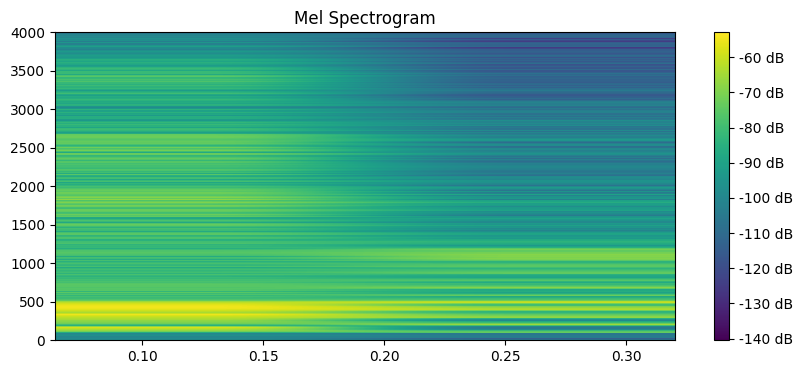 Mel Spectrogram
4000
3500
3000
2500
2000
1500
1000
500
0
0.10 0.15 0.20 0.25 0.30
-60 dB
-70 dB
-80 dB
-90 dB
-100 dB
-110 dB
-120 dB
-130 dB
-140 dB